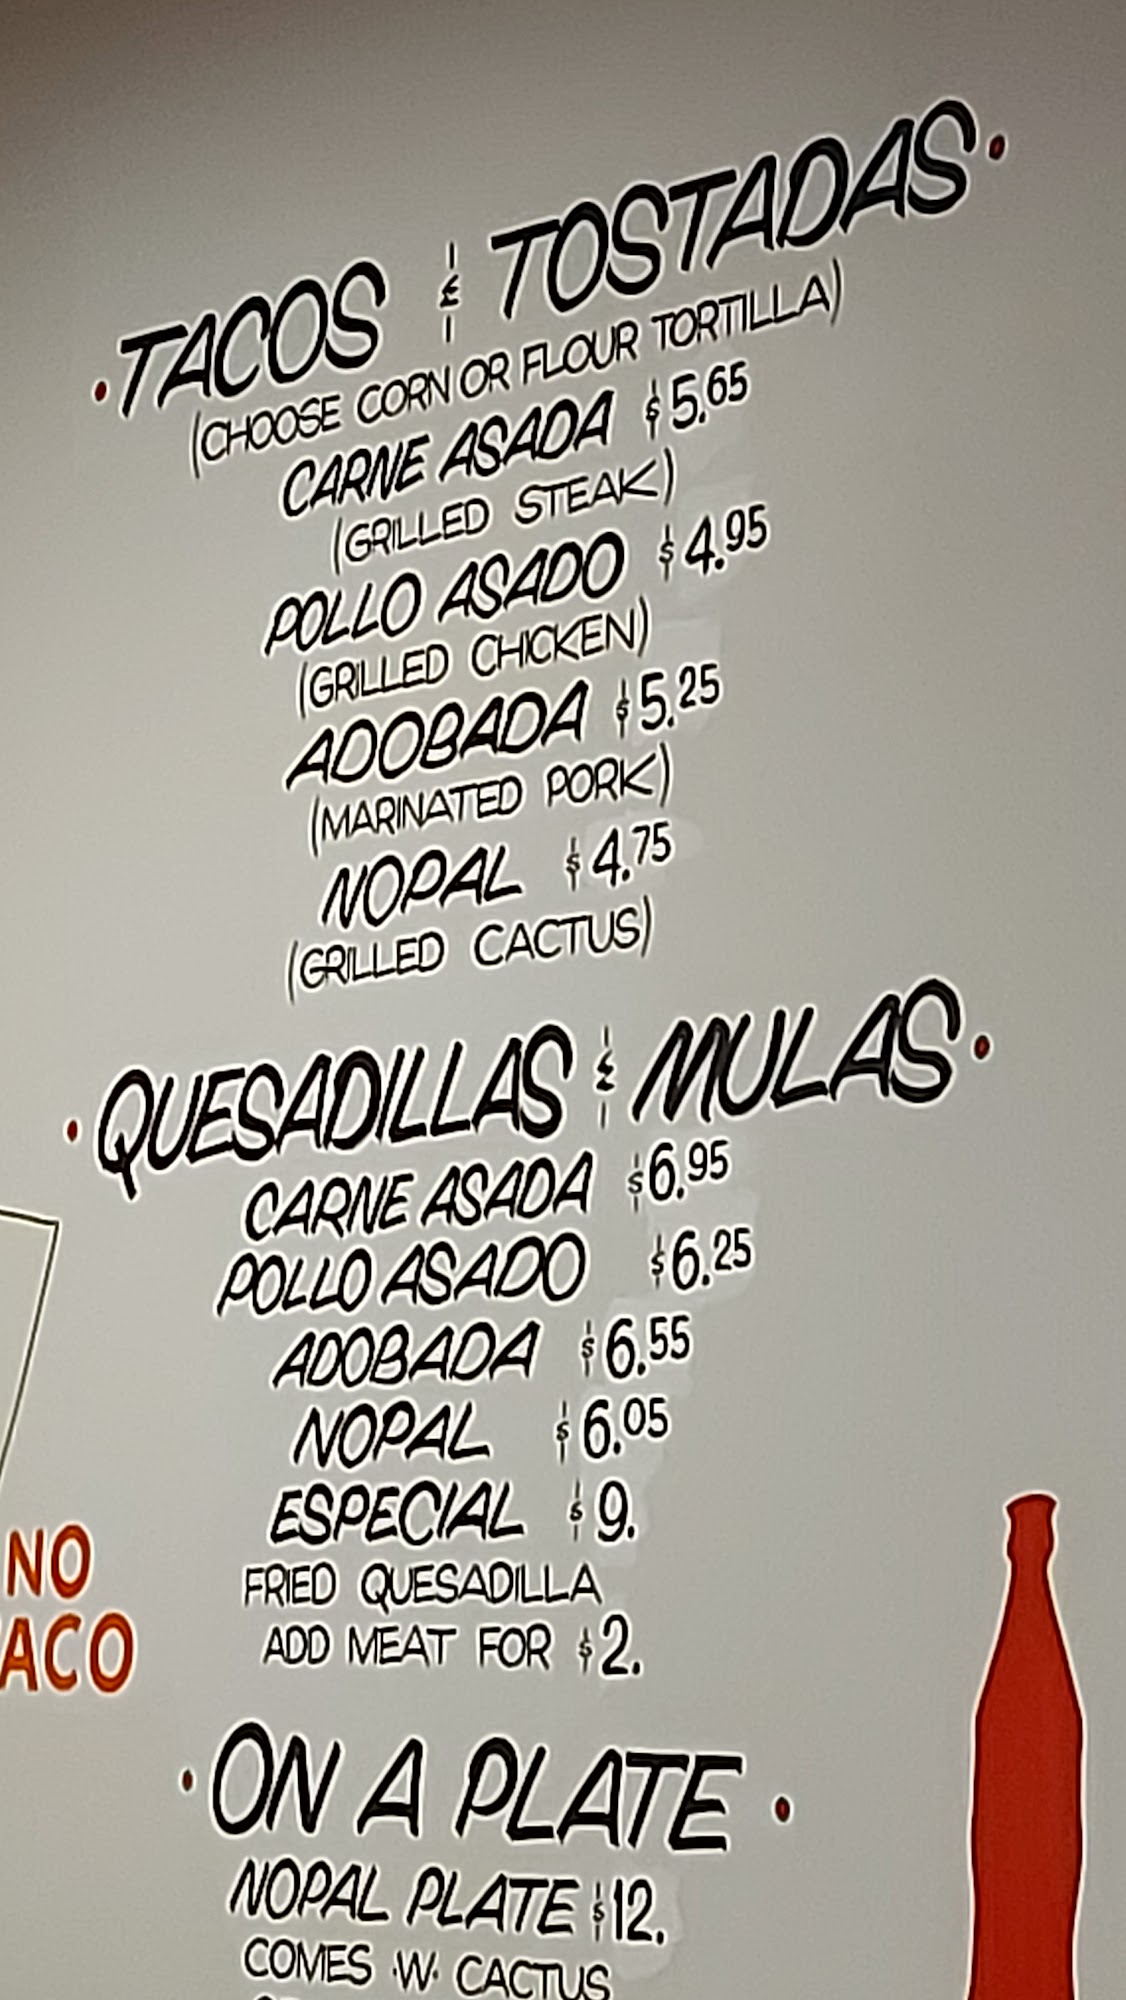 ·TACOS & TOSTADAS·
(CHOOSE CORN OR FLOUR TORTILLA)
CARNE ASADA $5.65
(GRILLED STEAK)
POLLO ASADO $4.95
(GRILLED CHICKEN)
ADOBADA $5.25
(MARINATED PORK)
NOPAL $4.75
(GRILLED CACTUS)
·QUESADILLAS & MULAS·
CARNE ASADA $6.95
POLLO ASADO $6.25
ADOBADA $6.55
NOPAL $6.05
ESPECIAL $9.
FRIED QUESADILLA
ADD MEAT FOR $2.
NO
ACO
·ON A PLATE·
NOPAL PLATE $12.
COMES ·W· CACTUS